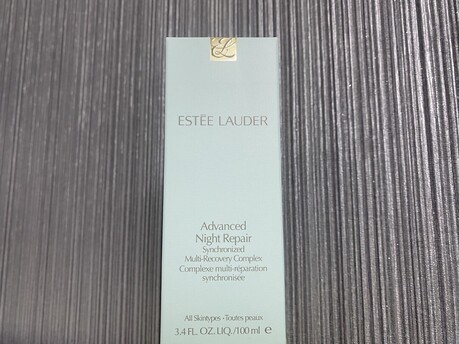 ESTĒE LAUDER
Advanced
Night Repair
Synchronized
Multi-Recovery Complex
Complexe multi-réparation
synchronisée
All Skintypes • Toutes peaux
3.4 FL. OZ. LIQ./100 ml ℮